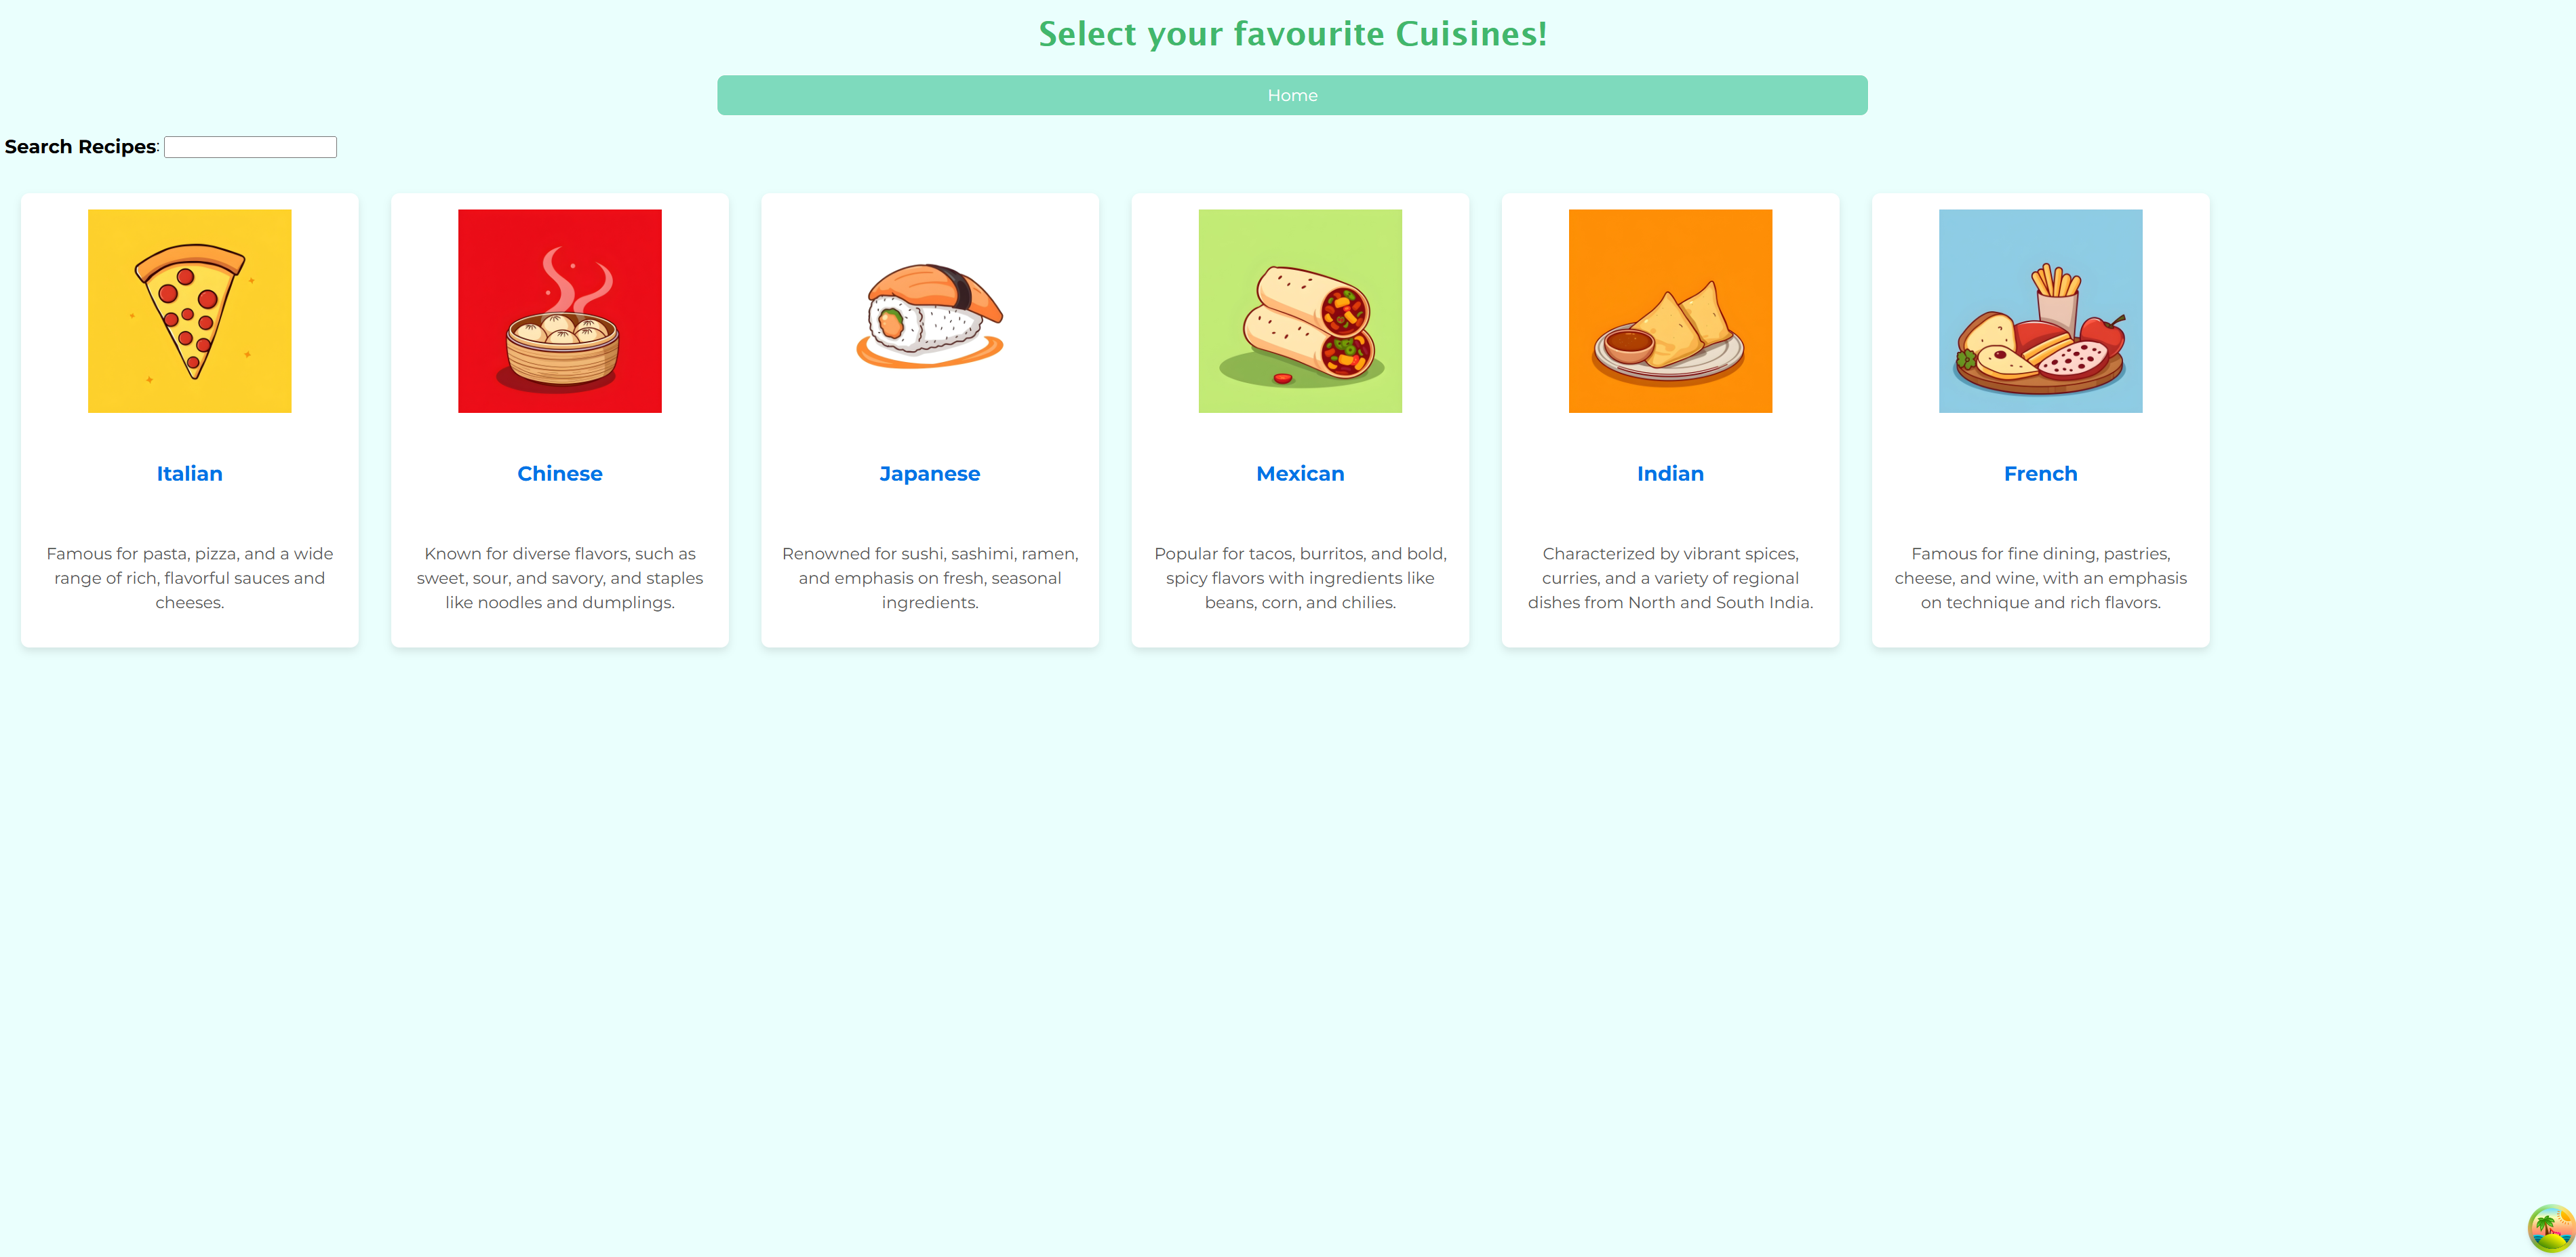 Select your favourite Cuisines!
Home
Search Recipes:
Italian
Famous for pasta, pizza, and a wide
range of rich, flavorful sauces and
cheeses.
Chinese
Known for diverse flavors, such as
sweet, sour, and savory, and staples
like noodles and dumplings.
Japanese
Renowned for sushi, sashimi, ramen,
and emphasis on fresh, seasonal
ingredients.
Mexican
Popular for tacos, burritos, and bold,
spicy flavors with ingredients like
beans, corn, and chilies.
Indian
Characterized by vibrant spices,
curries, and a variety of regional
dishes from North and South India.
French
Famous for fine dining, pastries,
cheese, and wine, with an emphasis
on technique and rich flavors.